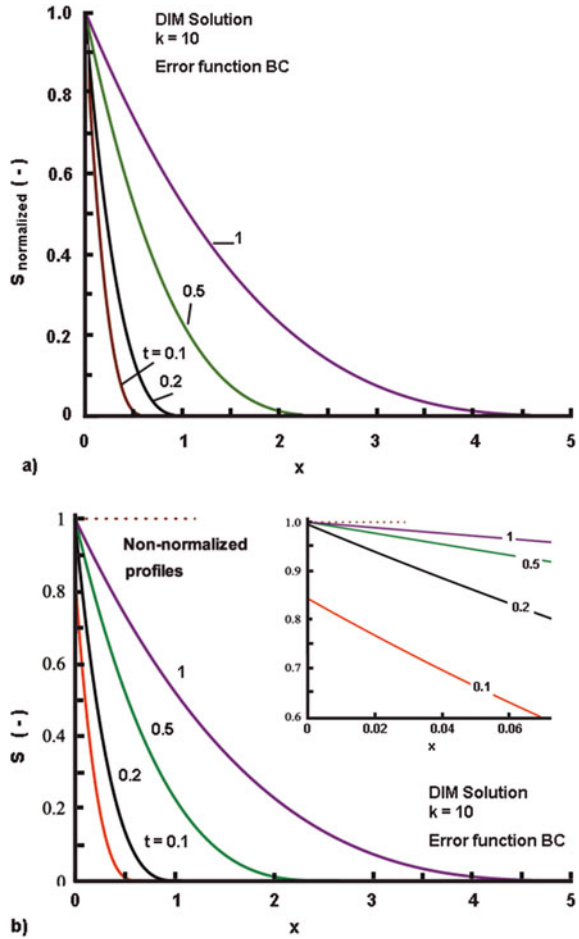 DIM Solution
k = 10
Error function BC
1.0
0.8
0.6
0.4
0.2
0
S normalized (-)
1
0.5
t = 0.1
0.2
0 1 2 3 4 5
x
a)
1
0.8
0.6
0.4
0.2
0
S (-)
Non-normalized
profiles
1
0.5
0.2
t = 0.1
1.0
0.9
0.8
0.7
0.6
1
0.5
0.2
0.1
0 0.02 0.04 0.06
x
DIM Solution
k = 10
Error function BC
0 1 2 3 4 5
x
b)